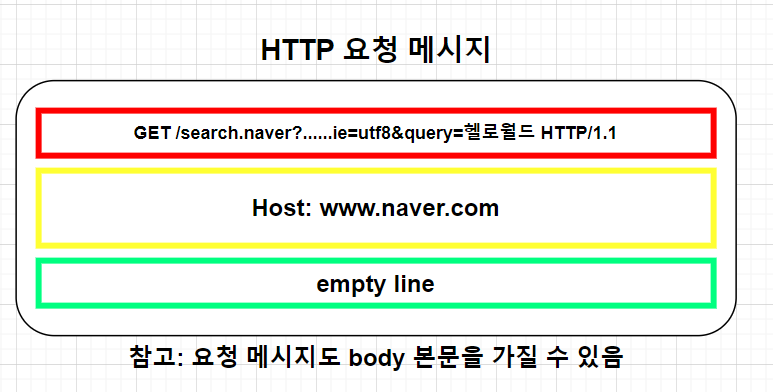 HTTP 요청 메시지
GET /search.naver?......ie=utf8&query=헬로월드 HTTP/1.1
Host: www.naver.com
empty line
참고: 요청 메시지도 body 본문을 가질 수 있음